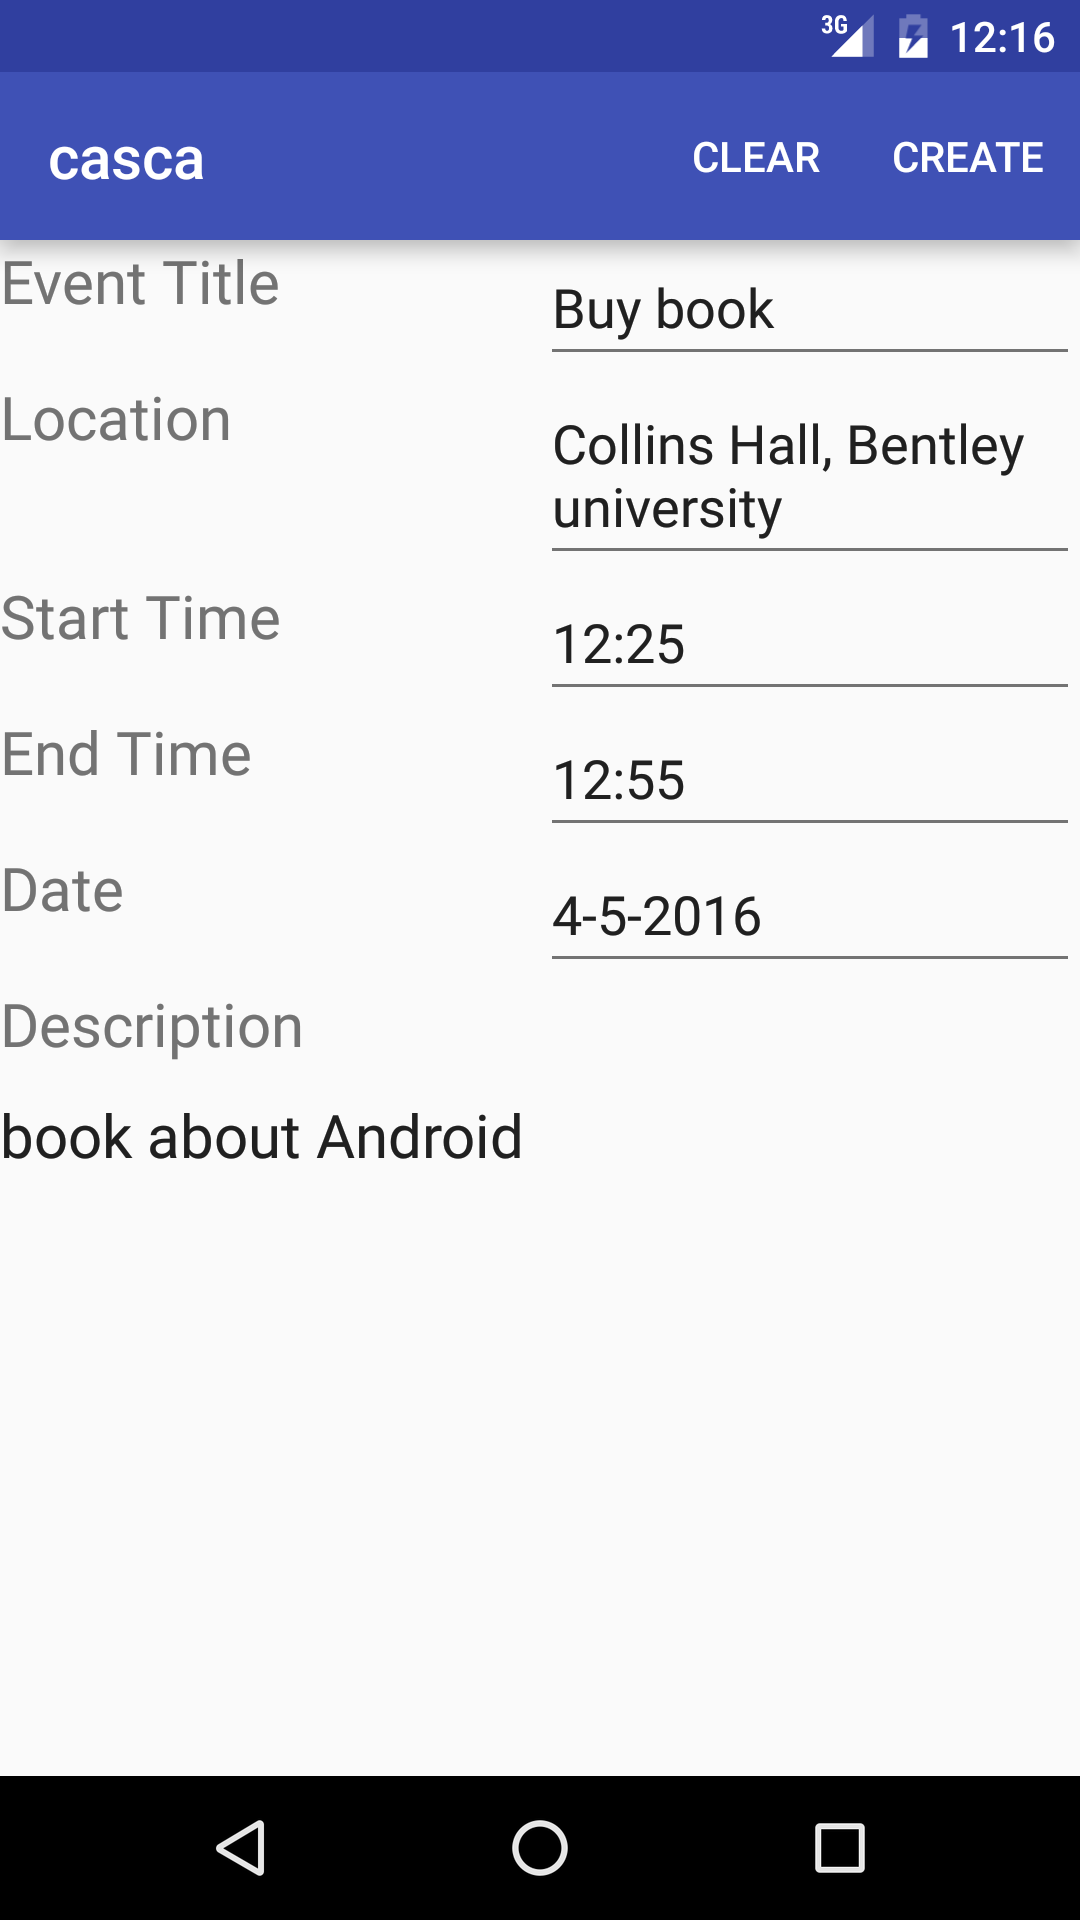 3G 12:16
casca CLEAR CREATE
Event Title Buy book
Location Collins Hall, Bentley
university
Start Time 12:25
End Time 12:55
Date 4-5-2016
Description
book about Android